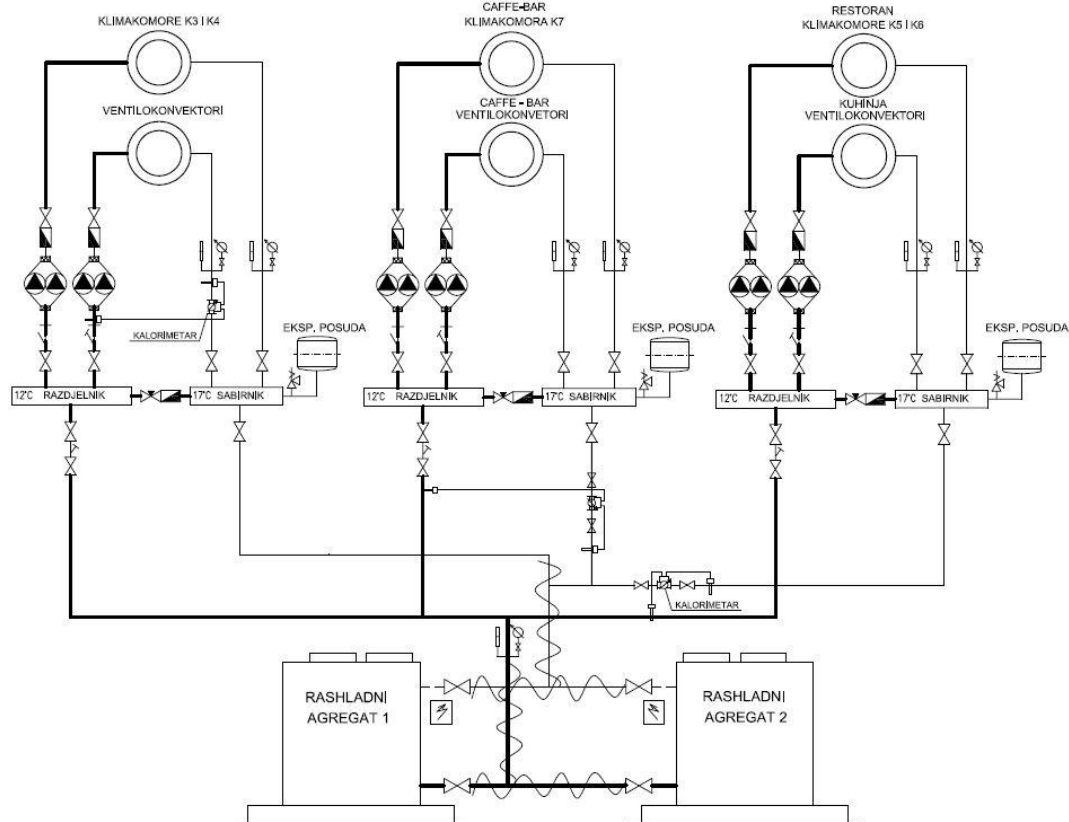 KLIMAKOMORE K3 I K4
CAFFE-BAR
KLIMAKOMORA K7
RESTORAN
KLIMAKOMORE K5 I K6
VENTILOKONVEKTORI
CAFFE - BAR
VENTILOKONVETORI
KUHINJA
VENTILOKONVEKTORI
KALORIMETAR
EKSP. POSUDA
EKSP. POSUDA
EKSP. POSUDA
12°C RAZDJELNIK
17°C SABIRNIK
12°C RAZDJELNIK
17°C SABIRNIK
12°C RAZDJELNIK
17°C SABIRNIK
KALORIMETAR
RASHLADNI
AGREGAT 1
RASHLADNI
AGREGAT 2